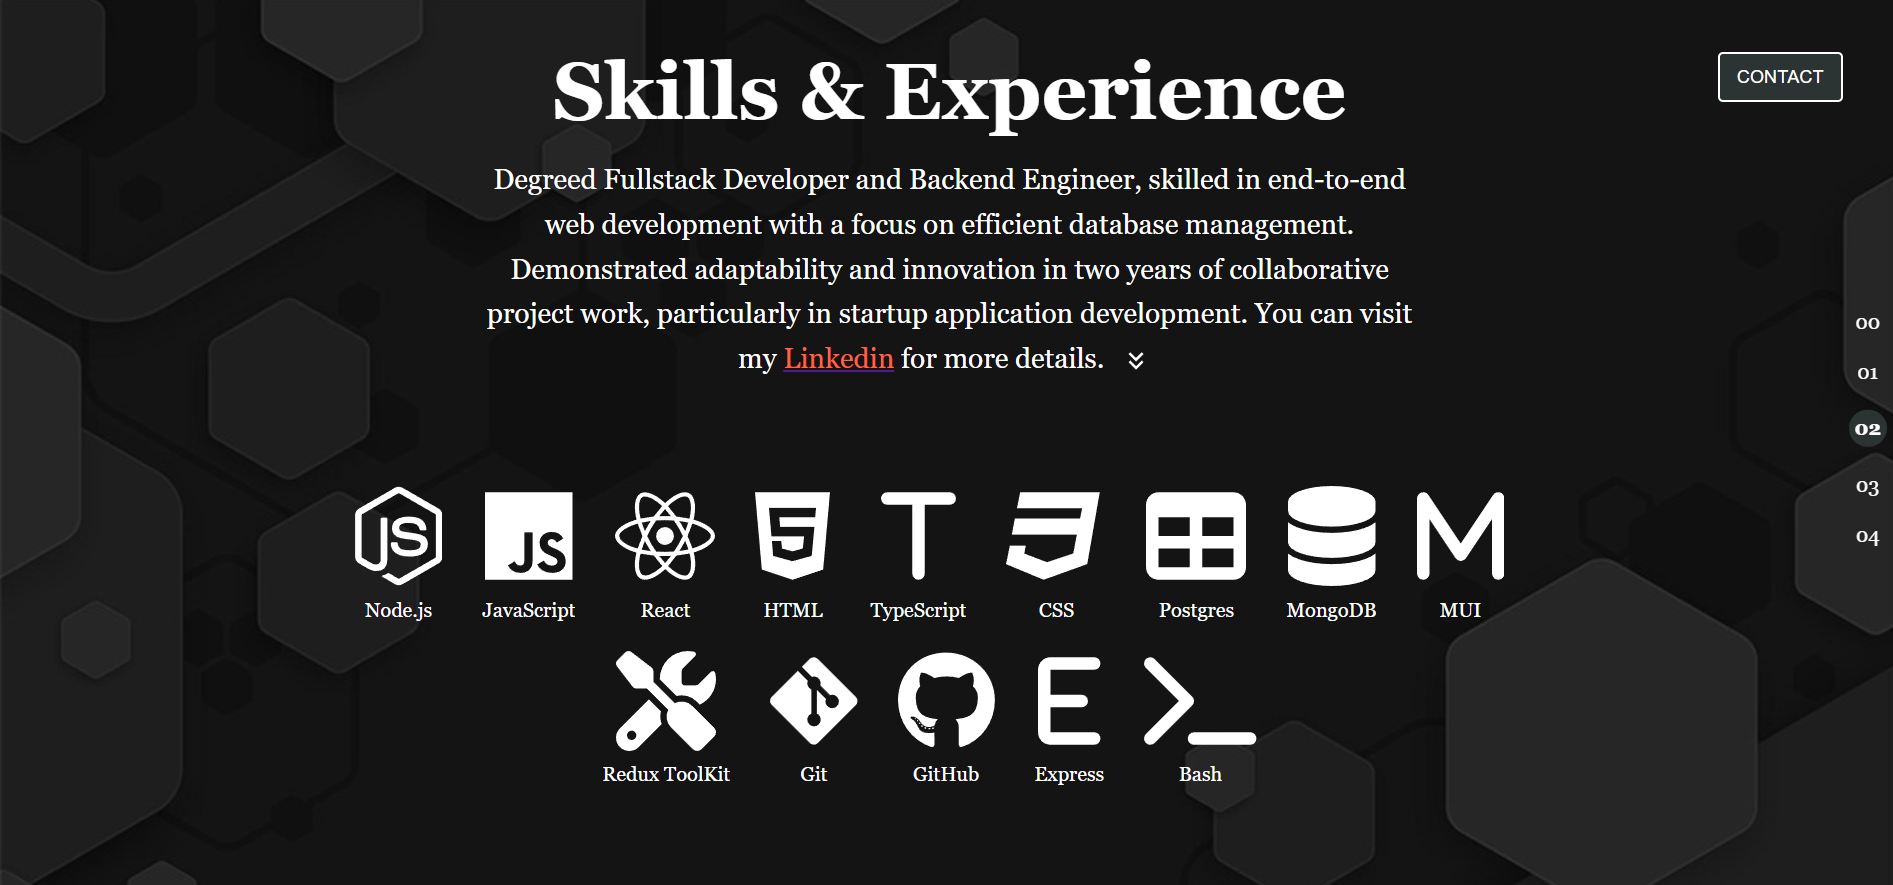 Skills & Experience
CONTACT
Degreed Fullstack Developer and Backend Engineer, skilled in end-to-end
web development with a focus on efficient database management.
Demonstrated adaptability and innovation in two years of collaborative
project work, particularly in startup application development. You can visit
my Linkedin for more details.
00
01
02
03
04
JS
JS
5
T
M
Node.js
JavaScript
React
HTML
TypeScript
CSS
Postgres
MongoDB
MUI
E
Redux ToolKit
Git
GitHub
Express
Bash